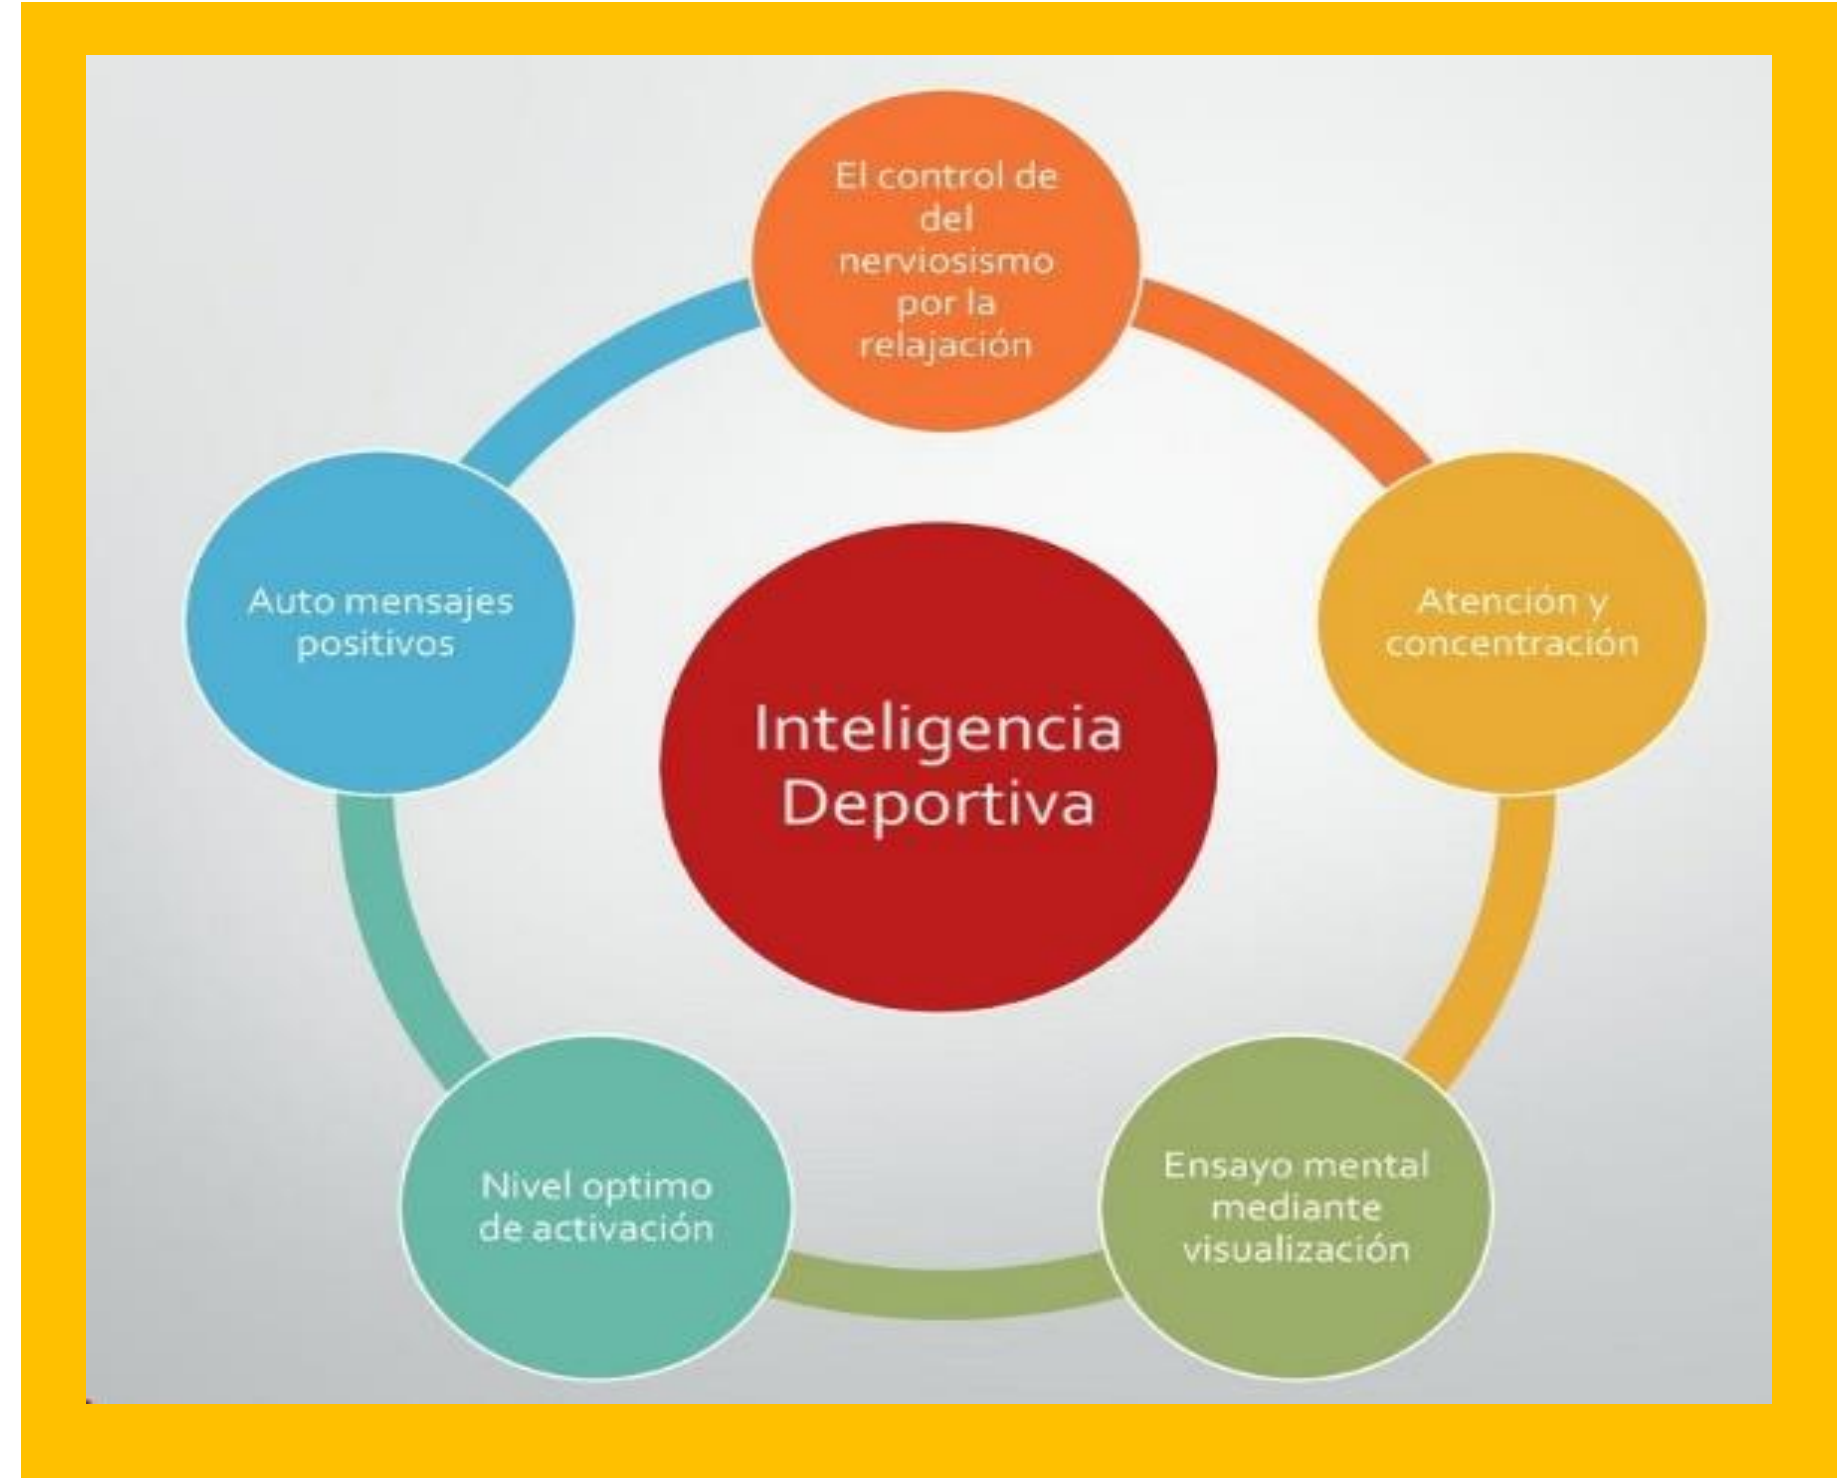 El control de
del
nerviosismo
por la
relajación
Atención y
concentración
Ensayo mental
mediante
visualización
Nivel optimo
de activación
Auto mensajes
positivos
Inteligencia
Deportiva